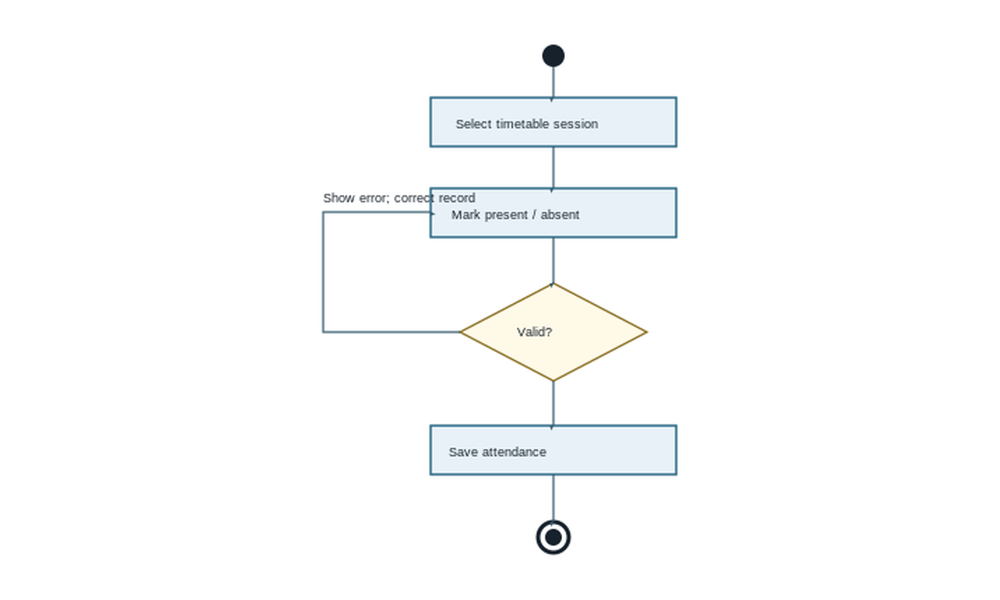 Select timetable session
Show error; correct record
Mark present / absent
Valid?
Save attendance